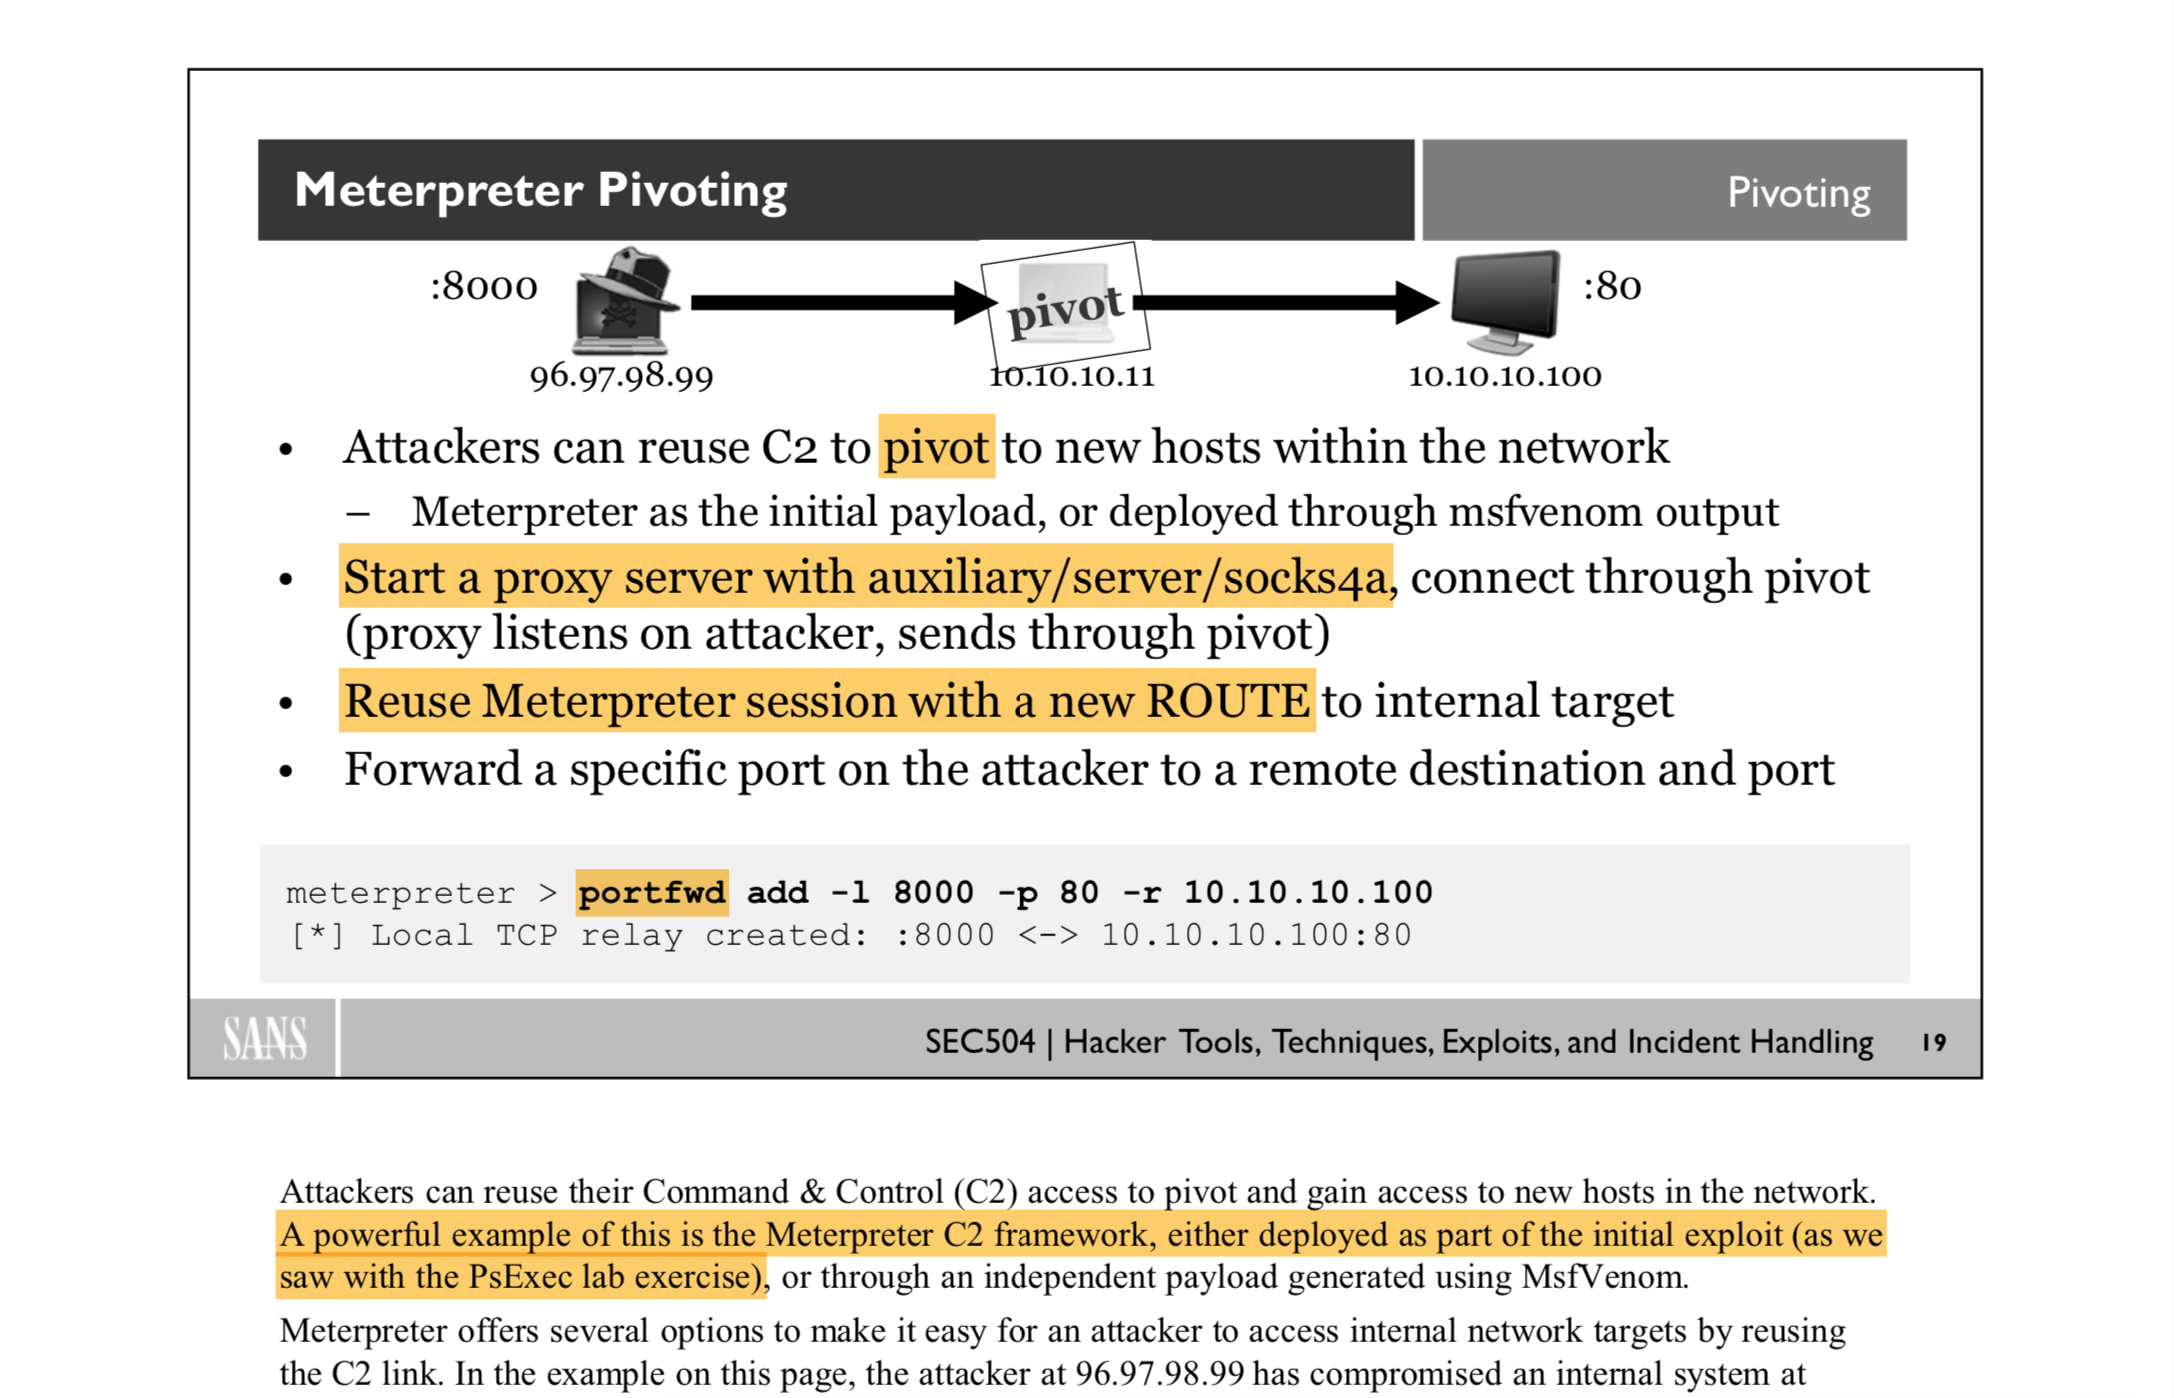 Meterpreter Pivoting
Pivoting
:8000
pivot
:80
96.97.98.99
10.10.10.11
10.10.10.100
• Attackers can reuse C2 to pivot to new hosts within the network
– Meterpreter as the initial payload, or deployed through msfvenom output
• Start a proxy server with auxiliary/server/socks4a, connect through pivot
(proxy listens on attacker, sends through pivot)
• Reuse Meterpreter session with a new ROUTE to internal target
• Forward a specific port on the attacker to a remote destination and port
meterpreter > portfwd add -l 8000 -p 80 -r 10.10.10.100
[*] Local TCP relay created: :8000 <-> 10.10.10.100:80
SANS
SEC504 | Hacker Tools, Techniques, Exploits, and Incident Handling 19
Attackers can reuse their Command & Control (C2) access to pivot and gain access to new hosts in the network.
A powerful example of this is the Meterpreter C2 framework, either deployed as part of the initial exploit (as we
saw with the PsExec lab exercise), or through an independent payload generated using MsfVenom.
Meterpreter offers several options to make it easy for an attacker to access internal network targets by reusing
the C2 link. In the example on this page, the attacker at 96.97.98.99 has compromised an internal system at